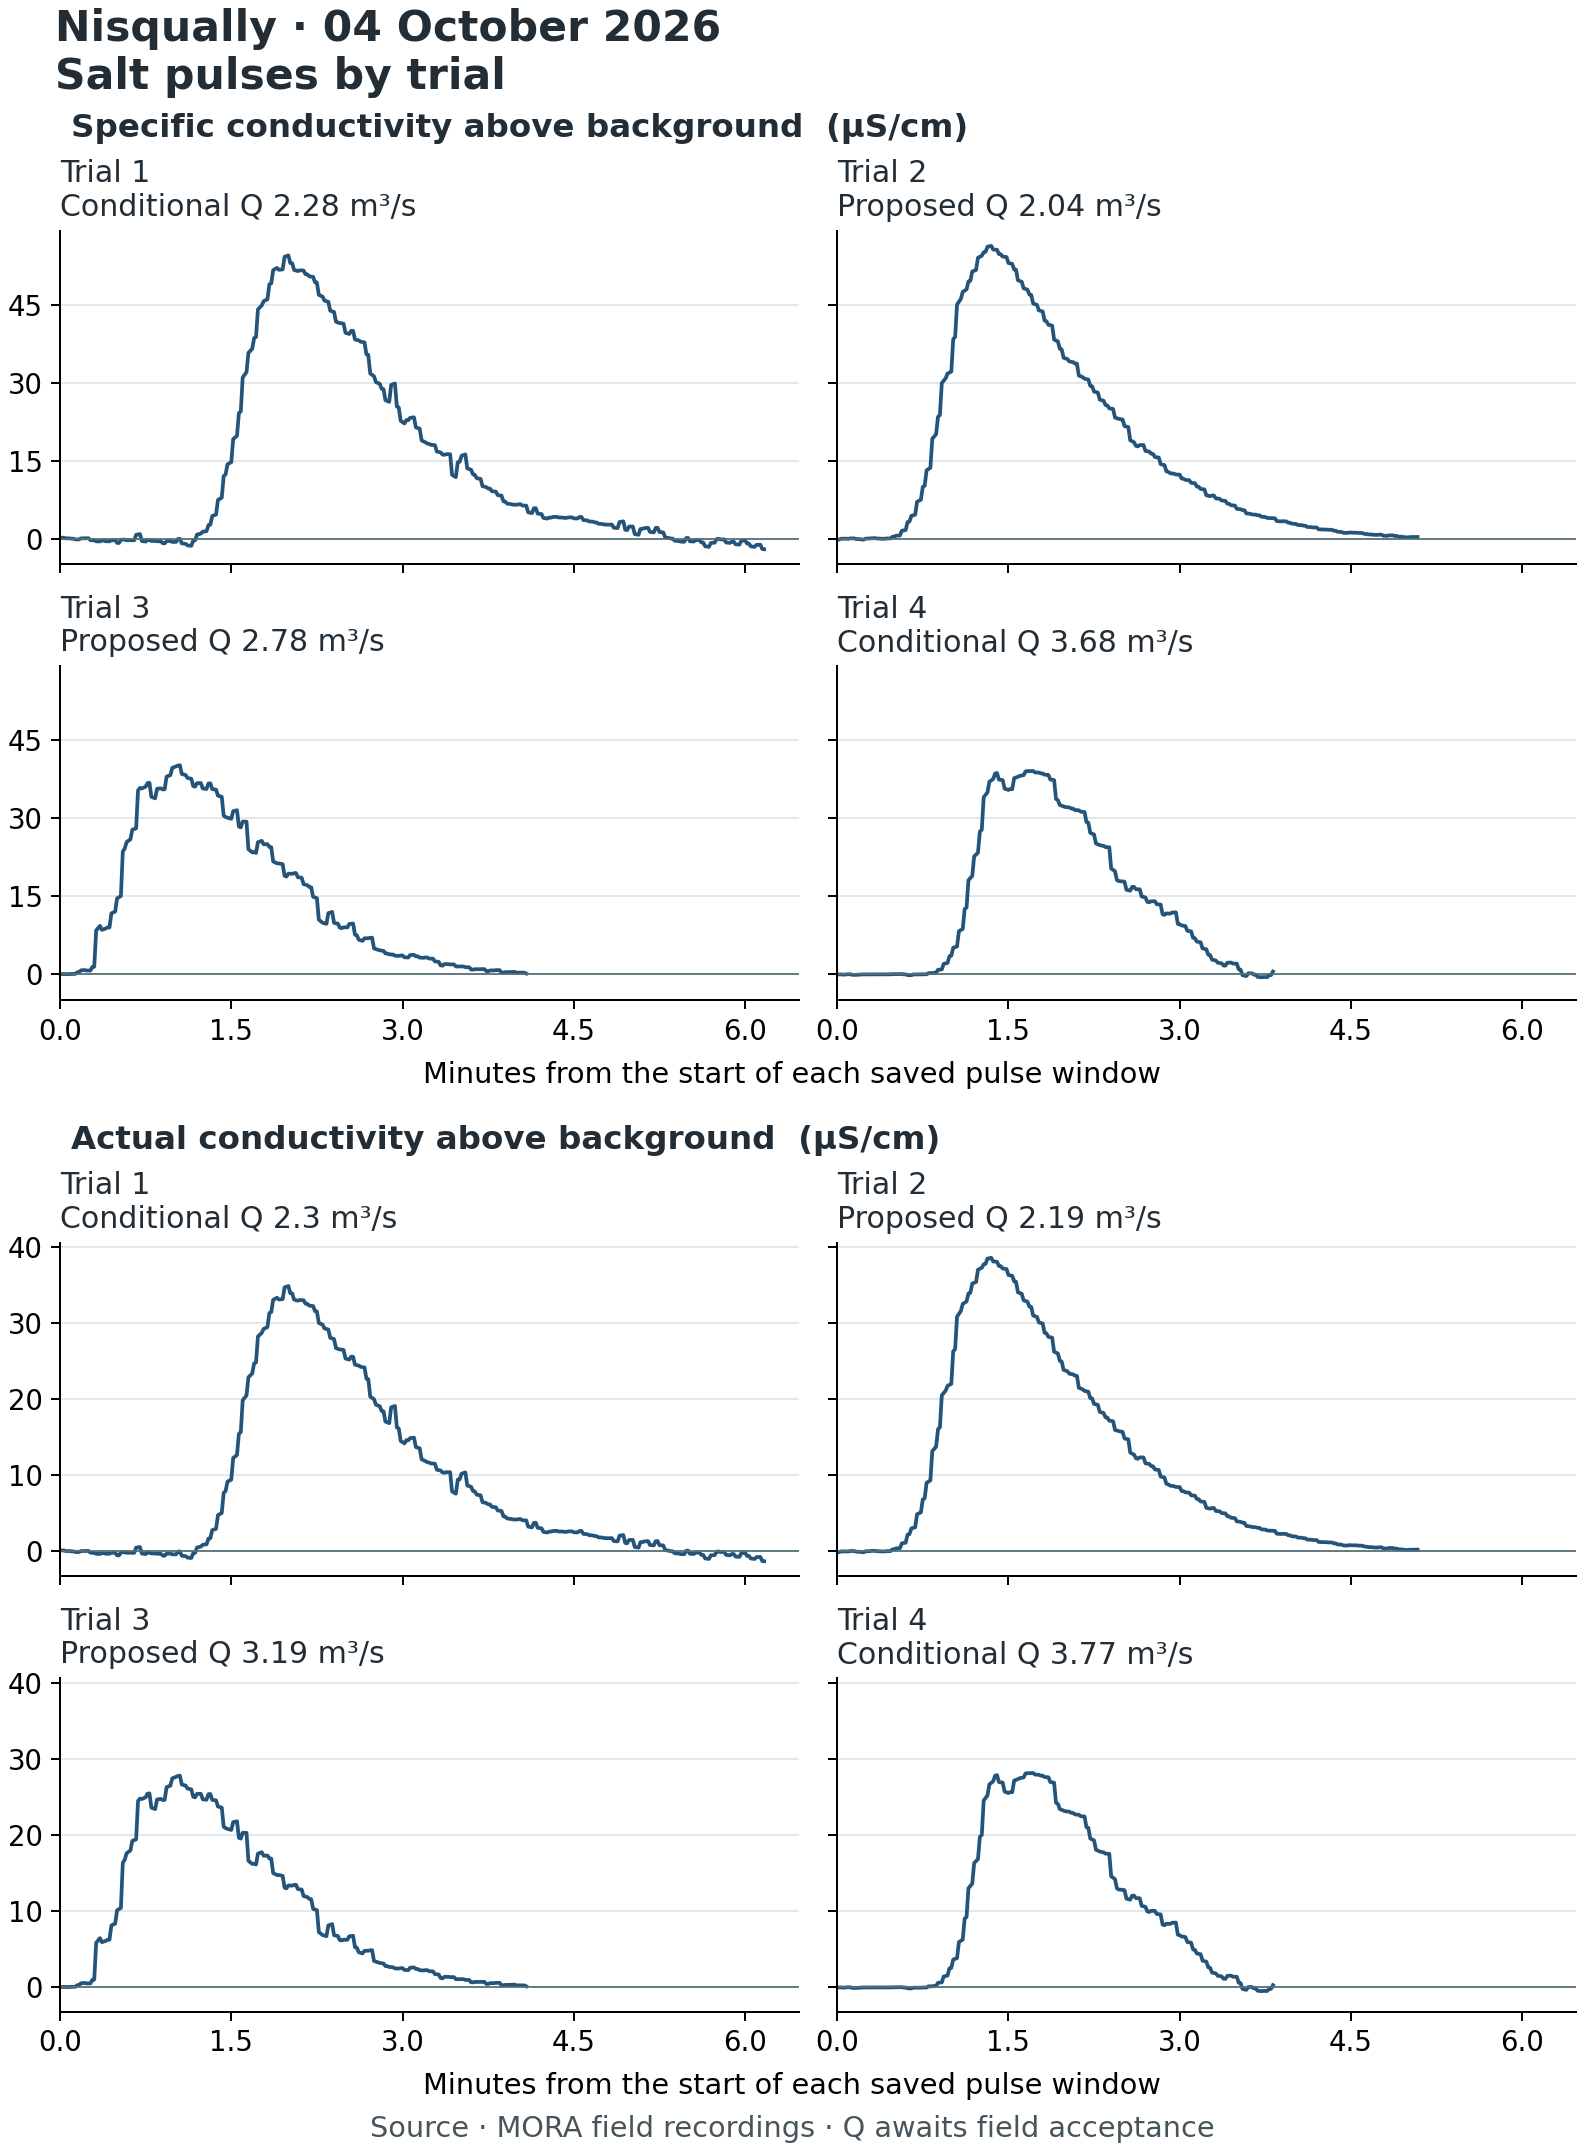 Nisqually · 04 October 2026
Salt pulses by trial
Specific conductivity above background  (µS/cm)
Trial 1
Conditional Q 2.28 m³/s
Trial 2
Proposed Q 2.04 m³/s
45
30
15
0
Trial 3
Proposed Q 2.78 m³/s
Trial 4
Conditional Q 3.68 m³/s
45
30
15
0
0.0 1.5 3.0 4.5 6.0 0.0 1.5 3.0 4.5 6.0
Minutes from the start of each saved pulse window
Actual conductivity above background  (µS/cm)
Trial 1
Conditional Q 2.3 m³/s
Trial 2
Proposed Q 2.19 m³/s
40
30
20
10
0
Trial 3
Proposed Q 3.19 m³/s
Trial 4
Conditional Q 3.77 m³/s
40
30
20
10
0
0.0 1.5 3.0 4.5 6.0 0.0 1.5 3.0 4.5 6.0
Minutes from the start of each saved pulse window
Source · MORA field recordings · Q awaits field acceptance